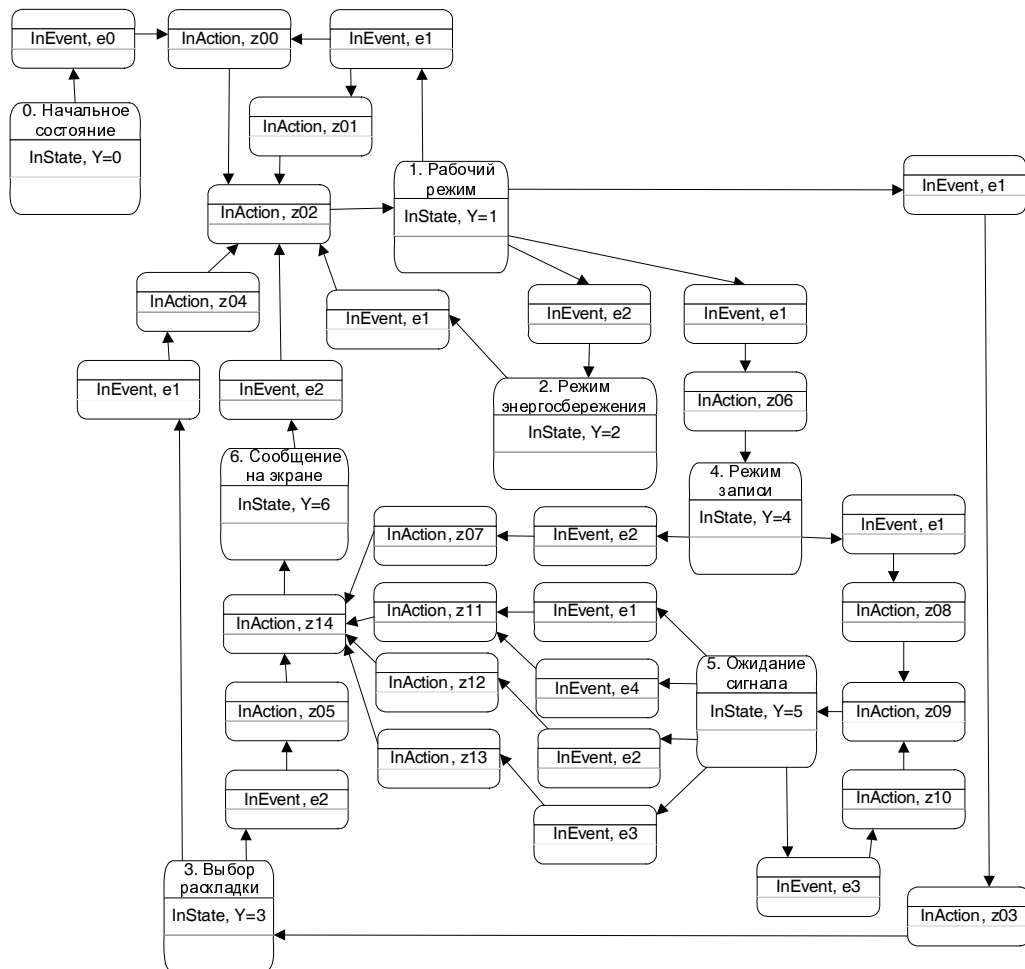 InEvent, e0
InAction, z00
InEvent, e1
InAction, z01
0. Начальное
состояние
InState, Y=0
1. Рабочий
режим
InState, Y=1
InEvent, e1
InAction, z02
InAction, z04
InEvent, e1
InEvent, e2
InEvent, e1
InEvent, e1
InEvent, e2
2. Режим
энергосбережения
InState, Y=2
InAction, z06
6. Сообщение
на экране
InState, Y=6
4. Режим
записи
InState, Y=4
InAction, z07
InEvent, e2
InEvent, e1
InAction, z14
InAction, z11
InEvent, e1
InAction, z08
InAction, z12
InEvent, e4
5. Ожидание
сигнала
InState, Y=5
InAction, z05
InAction, z09
InAction, z13
InEvent, e2
InEvent, e2
InAction, z10
InEvent, e3
3. Выбор
раскладки
InState, Y=3
InEvent, e3
InAction, z03